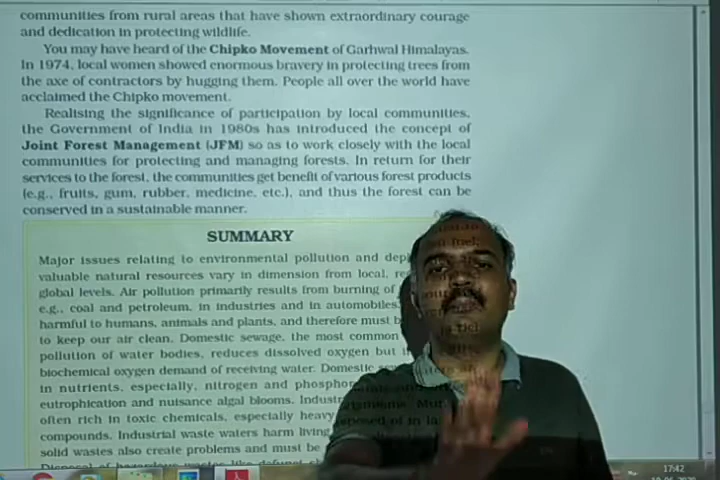 communities from rural areas that have shown extraordinary courage
and dedication in protecting wildlife.
You may have heard of the Chipko Movement of Garhwal Himalayas.
In 1974, local women showed enormous bravery in protecting trees from
the axe of contractors by hugging them. People all over the world have
acclaimed the Chipko movement.
Realising the significance of participation by local communities,
the Government of India in 1980s has introduced the concept of
Joint Forest Management (JFM) so as to work closely with the local
communities for protecting and managing forests. In return for their
services to the forest, the communities get benefit of various forest products
(e.g., fruits, gum, rubber, medicine, etc.), and thus the forest can be
conserved in a sustainable manner.
SUMMARY
Major issues relating to environmental pollution and
valuable natural resources vary in dimension from local,
global levels. Air pollution primarily results from burning of
e.g., coal and petroleum, in industries and in automobiles.
harmful to humans, animals and plants, and therefore must
to keep our air clean. Domestic sewage, the most common
pollution of water bodies, reduces dissolved oxygen but
biochemical oxygen demand of receiving water. Domestic
in nutrients, especially, nitrogen and
eutrophication and nuisance algal blooms.
often rich in toxic chemicals, especially heavy
compounds. Industrial waste waters harm living
solid wastes also create problems and must be
Disposal of hazardous wastes like defunct
17:42